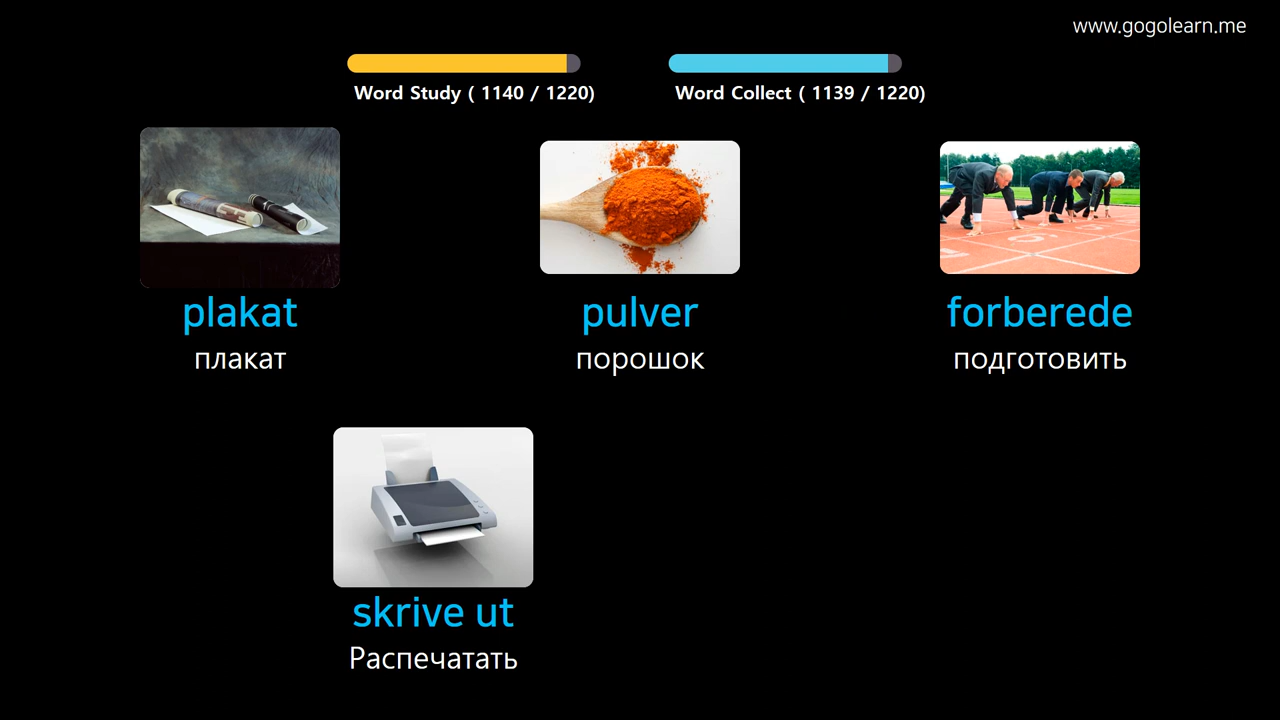 www.gogolearn.me
Word Study ( 1140 / 1220)
Word Collect ( 1139 / 1220)
plakat
плакат
pulver
порошок
forberede
подготовить
skrive ut
Распечатать